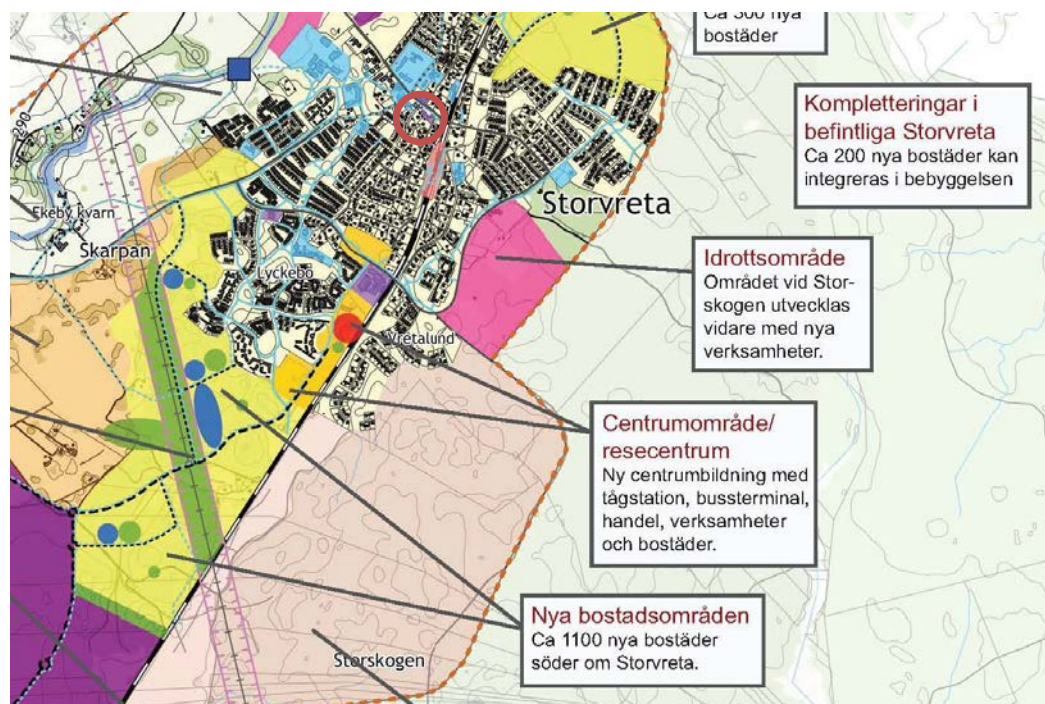 Ca 300 nya
bostäder
Kompletteringar i
befintliga Storvreta
Ca 200 nya bostäder kan
integreras i bebyggelsen
Storvreta
Ekeby kvarn
Skarpan
Lyckebo
Vretalund
Idrottsområde
Området vid Stor-
skogen utvecklas
vidare med nya
verksamheter.
Centrumområde/
resecentrum
Ny centrumbildning med
tågstation, bussterminal,
handel, verksamheter
och bostäder.
Nya bostadsområden
Ca 1100 nya bostäder
söder om Storvreta.
Storskogen